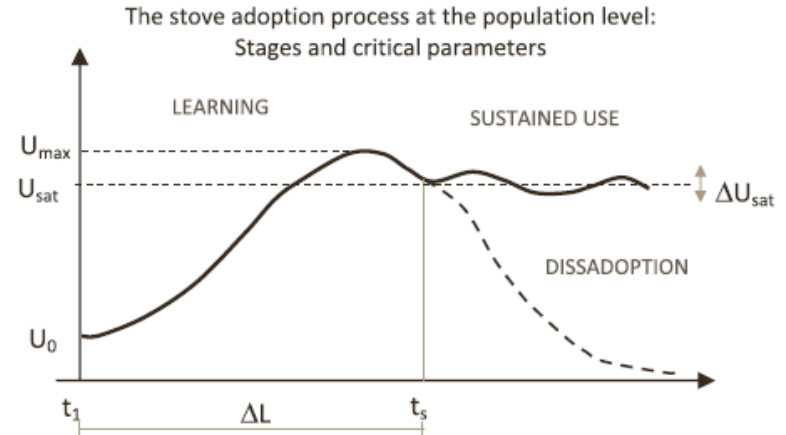 The stove adoption process at the population level:
Stages and critical parameters
LEARNING
SUSTAINED USE
Umax
Usat
ΔUsat
DISSADOPTION
U0
t1
ΔL
ts